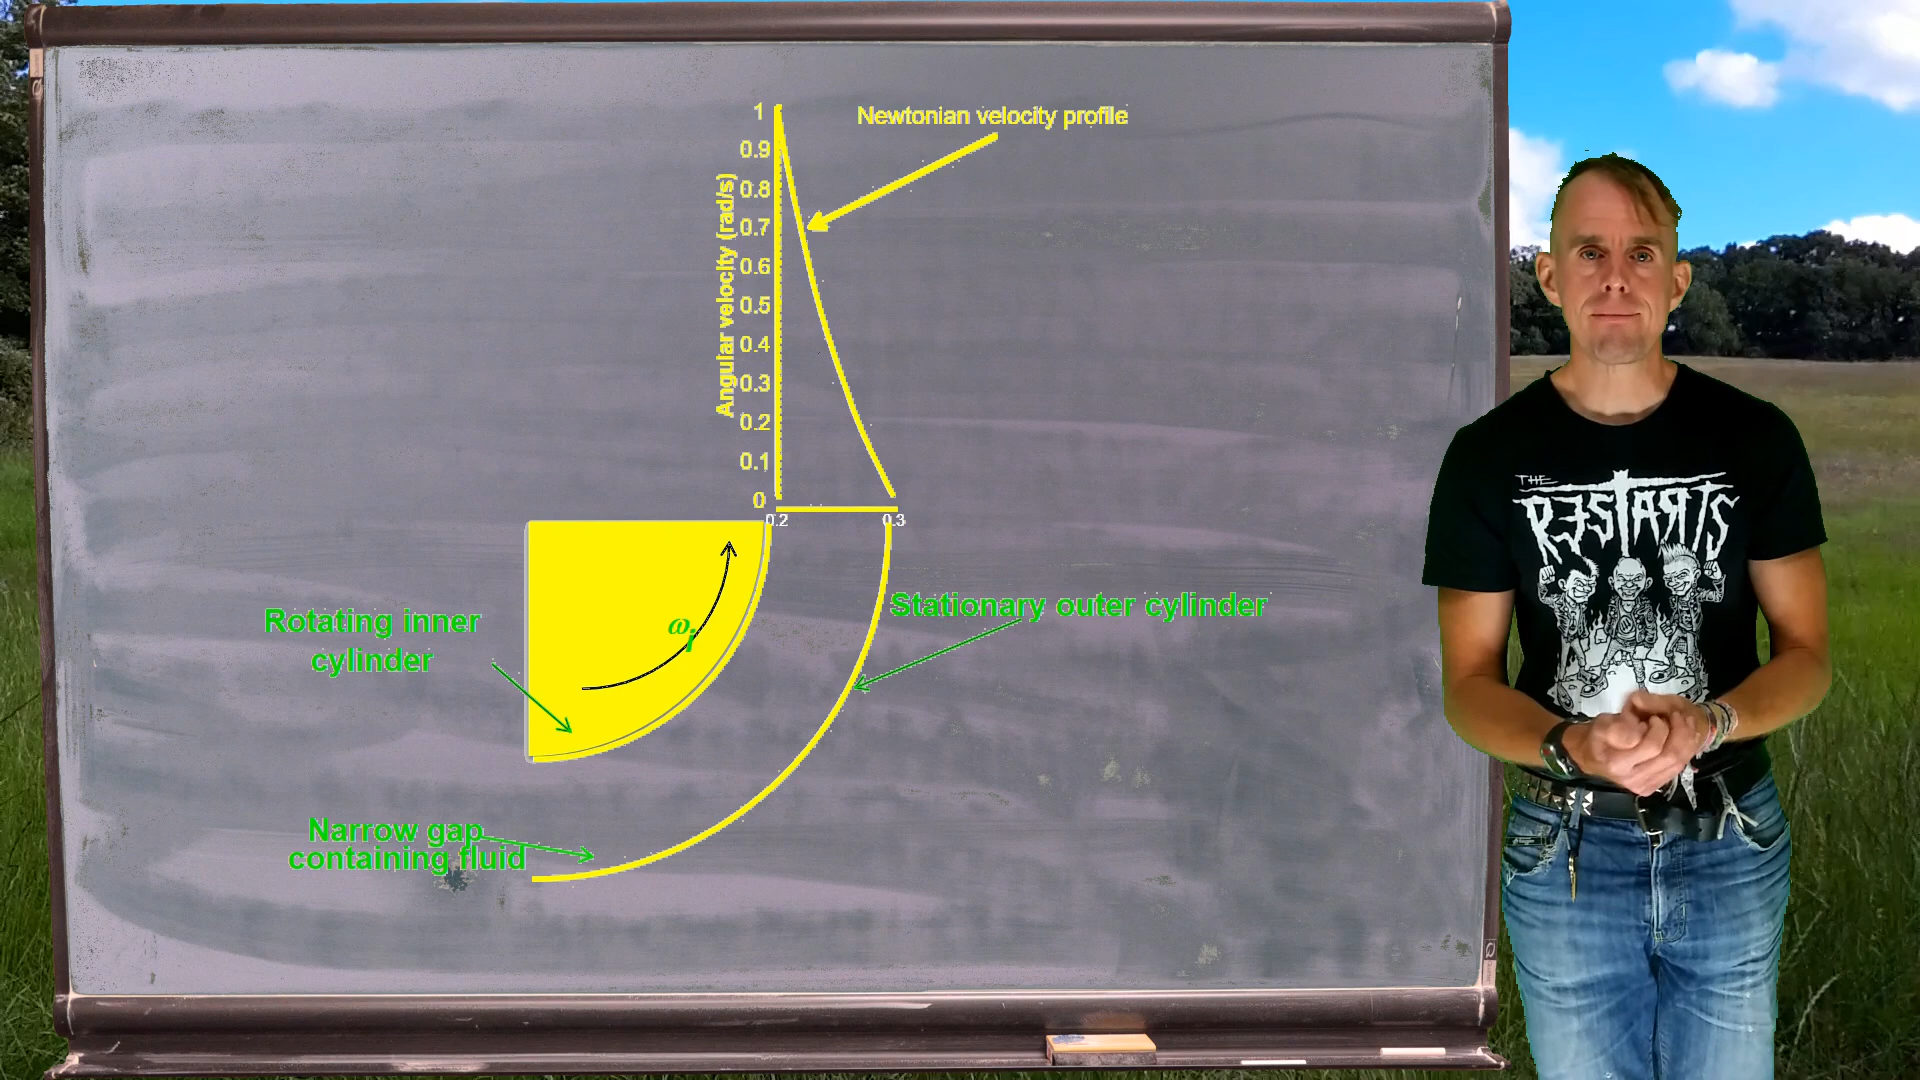 Newtonian velocity profile
Angular velocity (rad/s)
1
0.9
0.8
0.7
0.6
0.5
0.4
0.3
0.2
0.1
0
0.2 0.3
ωi
Rotating inner
cylinder
Stationary outer cylinder
Narrow gap
containing fluid
THE
RESTARTS